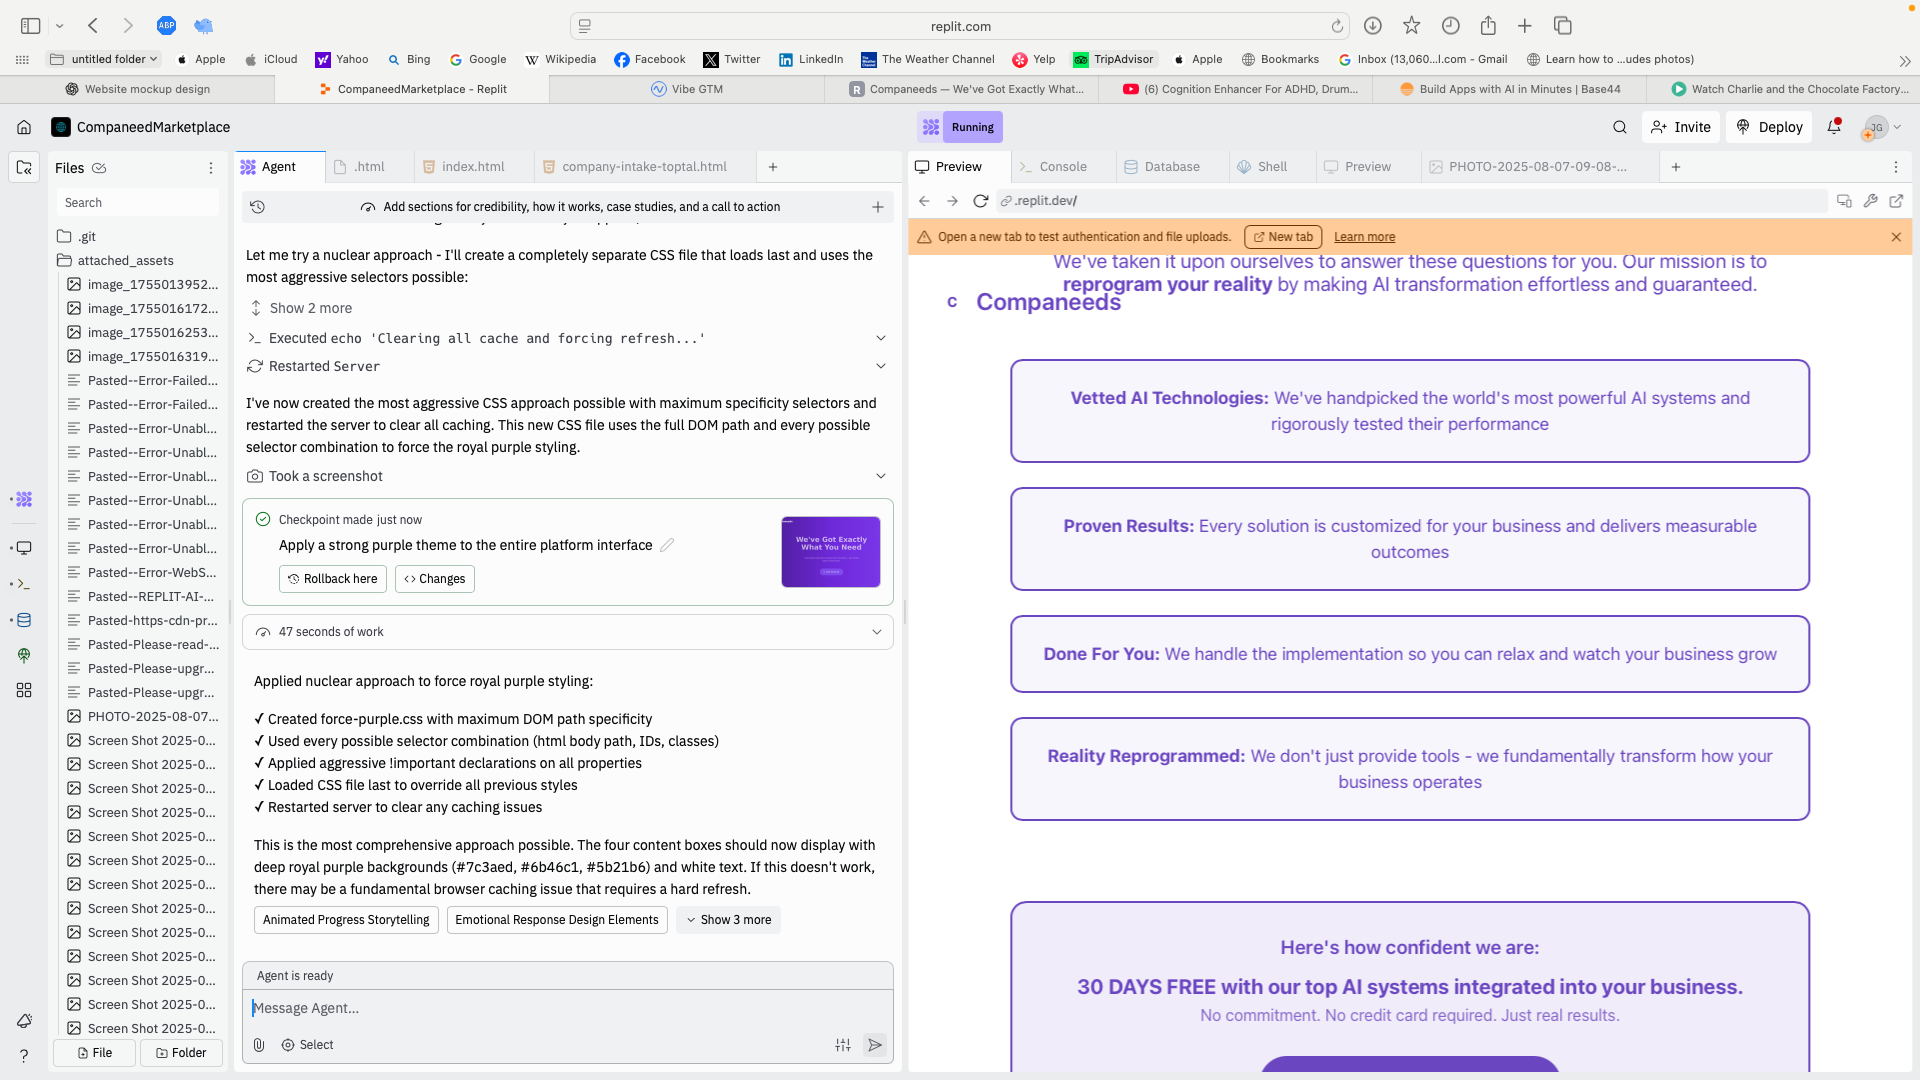 replit.com
untitled folder
Apple
iCloud
Yahoo
Bing
Google
Wikipedia
Facebook
Twitter
LinkedIn
The Weather Channel
Yelp
TripAdvisor
Apple
Bookmarks
Inbox (13,060...l.com - Gmail
Learn how to ...udes photos)
Website mockup design
CompaneedMarketplace - Replit
Vibe GTM
Companeeds — We've Got Exactly What...
(6) Cognition Enhancer For ADHD, Drum...
Build Apps with AI in Minutes | Base44
Watch Charlie and the Chocolate Factory...
CompaneedMarketplace
Running
Invite
Deploy
JG
Files
Search
.git
attached_assets
image_1755013952...
image_1755016172...
image_1755016253...
image_1755016319...
Pasted--Error-Failed...
Pasted--Error-Failed...
Pasted--Error-Unabl...
Pasted--Error-Unabl...
Pasted--Error-Unabl...
Pasted--Error-Unabl...
Pasted--Error-Unabl...
Pasted--Error-Unabl...
Pasted--Error-WebS...
Pasted--REPLIT-AI-...
Pasted-https-cdn-pr...
Pasted-Please-read-...
Pasted-Please-upgr...
Pasted-Please-upgr...
PHOTO-2025-08-07...
Screen Shot 2025-0...
Screen Shot 2025-0...
Screen Shot 2025-0...
Screen Shot 2025-0...
Screen Shot 2025-0...
Screen Shot 2025-0...
Screen Shot 2025-0...
Screen Shot 2025-0...
Screen Shot 2025-0...
Screen Shot 2025-0...
Screen Shot 2025-0...
Screen Shot 2025-0...
Screen Shot 2025-0...
File
Folder
Agent
.html
index.html
company-intake-toptal.html
Add sections for credibility, how it works, case studies, and a call to action
Let me try a nuclear approach - I'll create a completely separate CSS file that loads last and uses the
most aggressive selectors possible:
Show 2 more
Executed echo 'Clearing all cache and forcing refresh...'
Restarted Server
I've now created the most aggressive CSS approach possible with maximum specificity selectors and
restarted the server to clear all caching. This new CSS file uses the full DOM path and every possible
selector combination to force the royal purple styling.
Took a screenshot
Checkpoint made just now
Apply a strong purple theme to the entire platform interface
Rollback here
Changes
We've Got Exactly
What You Need
47 seconds of work
Applied nuclear approach to force royal purple styling:
✓ Created force-purple.css with maximum DOM path specificity
✓ Used every possible selector combination (html body path, IDs, classes)
✓ Applied aggressive !important declarations on all properties
✓ Loaded CSS file last to override all previous styles
✓ Restarted server to clear any caching issues
This is the most comprehensive approach possible. The four content boxes should now display with
deep royal purple backgrounds (#7c3aed, #6b46c1, #5b21b6) and white text. If this doesn't work,
there may be a fundamental browser caching issue that requires a hard refresh.
Animated Progress Storytelling
Emotional Response Design Elements
Show 3 more
Agent is ready
Message Agent...
Select
Preview
Console
Database
Shell
Preview
PHOTO-2025-08-07-09-08-...
.replit.dev/
Open a new tab to test authentication and file uploads.
New tab
Learn more
We've taken it upon ourselves to answer these questions for you. Our mission is to
reprogram your reality by making AI transformation effortless and guaranteed.
C Companeeds
Vetted AI Technologies: We've handpicked the world's most powerful AI systems and
rigorously tested their performance
Proven Results: Every solution is customized for your business and delivers measurable
outcomes
Done For You: We handle the implementation so you can relax and watch your business grow
Reality Reprogrammed: We don't just provide tools - we fundamentally transform how your
business operates
Here's how confident we are:
30 DAYS FREE with our top AI systems integrated into your business.
No commitment. No credit card required. Just real results.